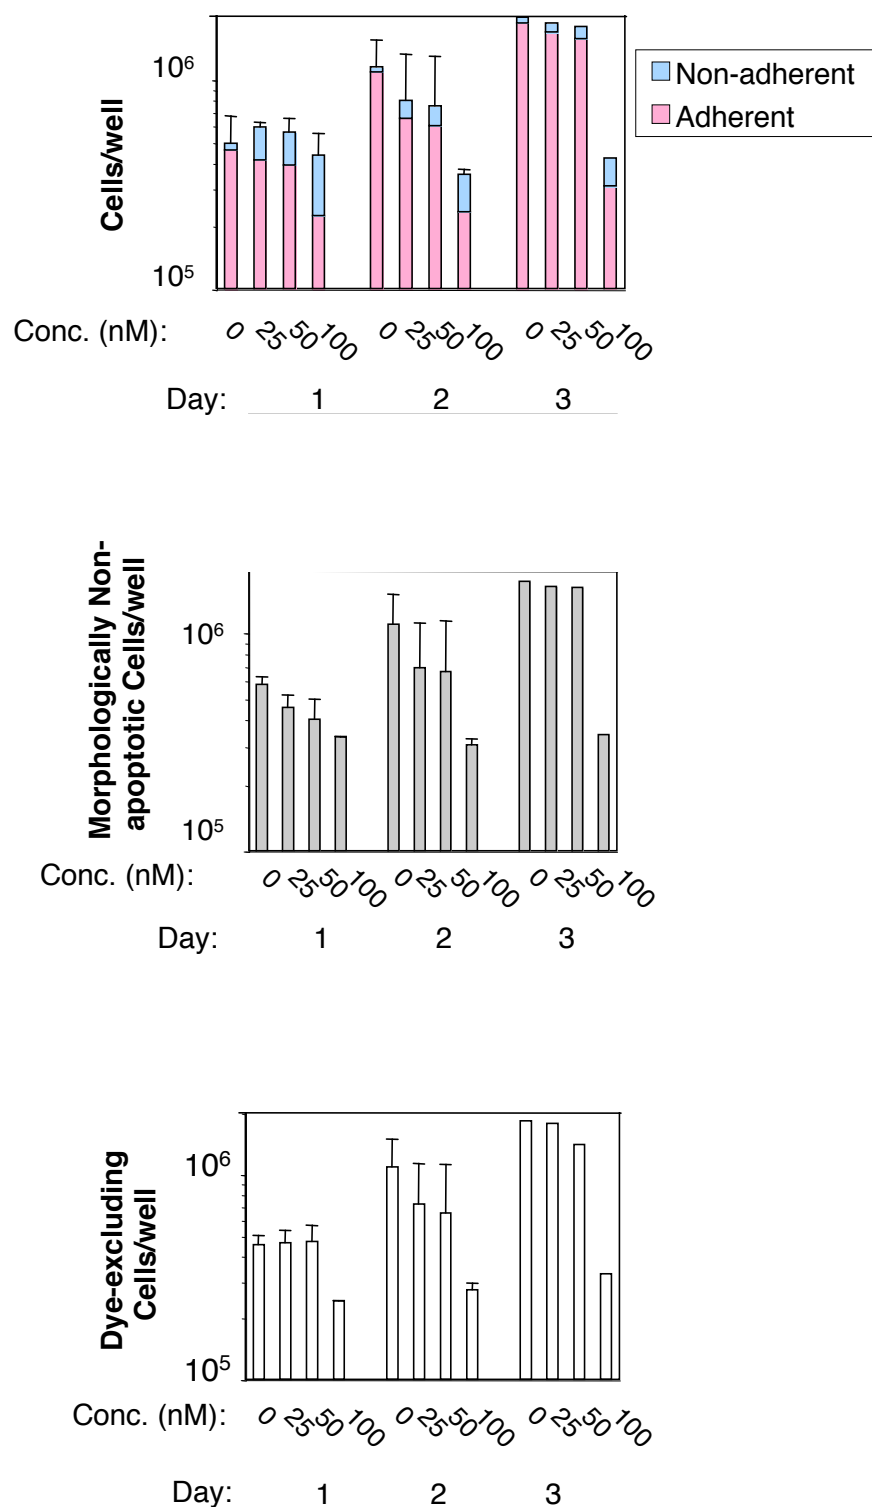 10⁶
Non-adherent
Adherent
Cells/well
10⁵
Conc. (nM): 0 25 50 100 0 25 50 100 0 25 50 100
Day: 1 2 3
Morphologically Non-
apoptotic Cells/well
10⁶
10⁵
Conc. (nM): 0 25 50 100 0 25 50 100 0 25 50 100
Day: 1 2 3
Dye-excluding
Cells/well
10⁶
10⁵
Conc. (nM): 0 25 50 100 0 25 50 100 0 25 50 100
Day: 1 2 3